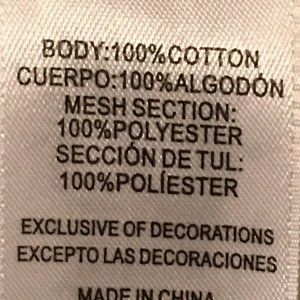 BODY:100%COTTON
CUERPO:100%ALGODÓN
MESH SECTION:
100%POLYESTER
SECCIÓN DE TUL:
100%POLÍESTER
EXCLUSIVE OF DECORATIONS
EXCEPTO LAS DECORACIONES
MADE IN CHINA